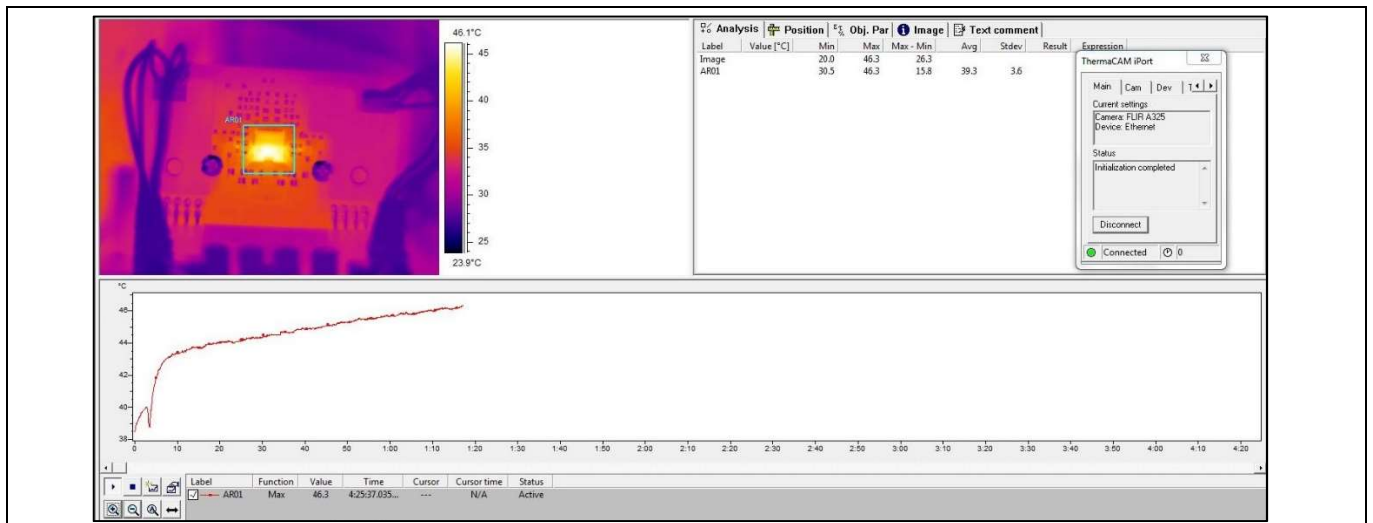 46.1°C
45
40
35
30
25
23.9°C
AR01
Analysis Position Obj. Par Image Text comment
Label Value [°C] Min Max Max - Min Avg Stdev Result Expression
Image 20.0 46.3 26.3
AR01 30.5 46.3 15.8 39.3 3.6
ThermaCAM iPort
Main Cam Dev
Current settings
Camera: FLIR A325
Device: Ethernet
Status
Initialization completed
Disconnect
Connected 0
°C
46
44
42
40
38
0 10 20 30 40 50 1:00 1:10 1:20 1:30 1:40 1:50 2:00 2:10 2:20 2:30 2:40 2:50 3:00 3:10 3:20 3:30 3:40 3:50 4:00 4:10 4:20
Label Function Value Time Cursor Cursor time Status
AR01 Max 46.3 4:25:37.035... --- N/A Active